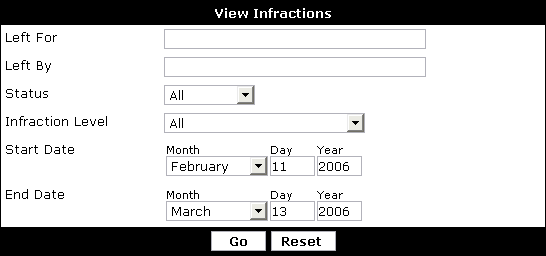 View Infractions
Left For
Left By
Status All
Infraction Level All
Start Date Month Day Year
February 11 2006
End Date Month Day Year
March 13 2006
Go Reset